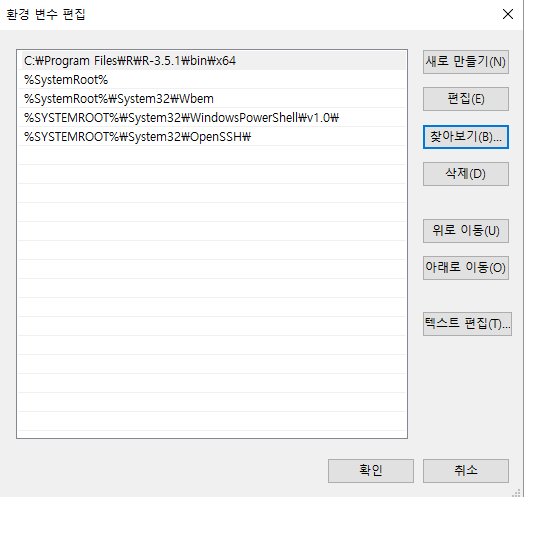 환경 변수 편집
C:₩Program Files₩R₩R-3.5.1₩bin₩x64
%SystemRoot%
%SystemRoot%₩System32₩Wbem
%SYSTEMROOT%₩System32₩WindowsPowerShell₩v1.0₩
%SYSTEMROOT%₩System32₩OpenSSH₩
새로 만들기(N)
편집(E)
찾아보기(B)...
삭제(D)
위로 이동(U)
아래로 이동(O)
텍스트 편집(T)...
확인
취소